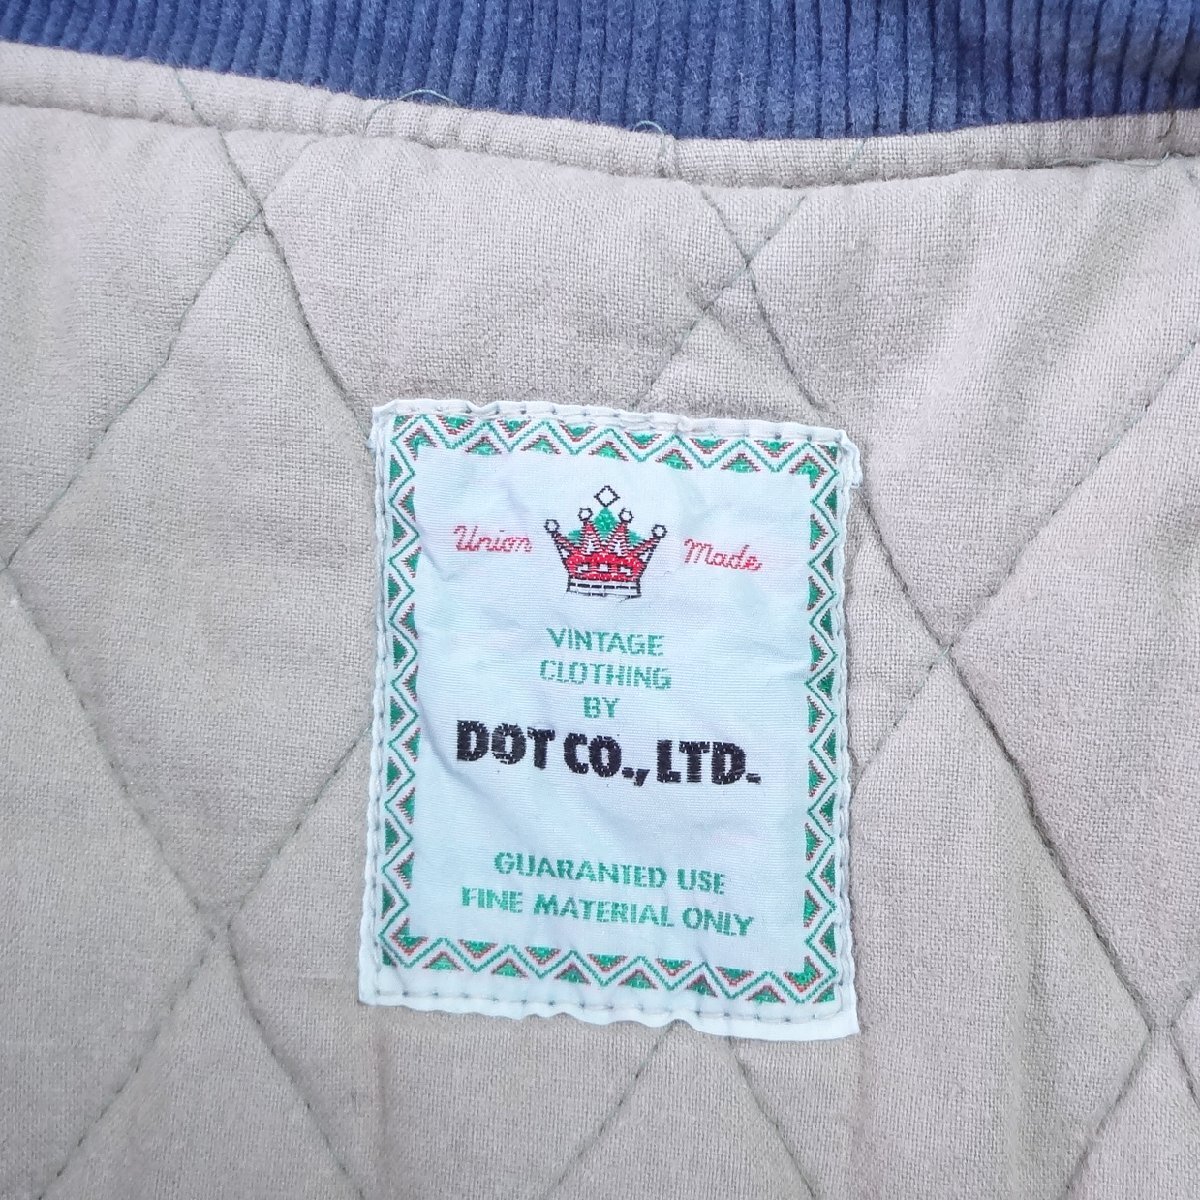 Union Made
VINTAGE
CLOTHING
BY
DOT CO., LTD.
GUARANTED USE
FINE MATERIAL ONLY